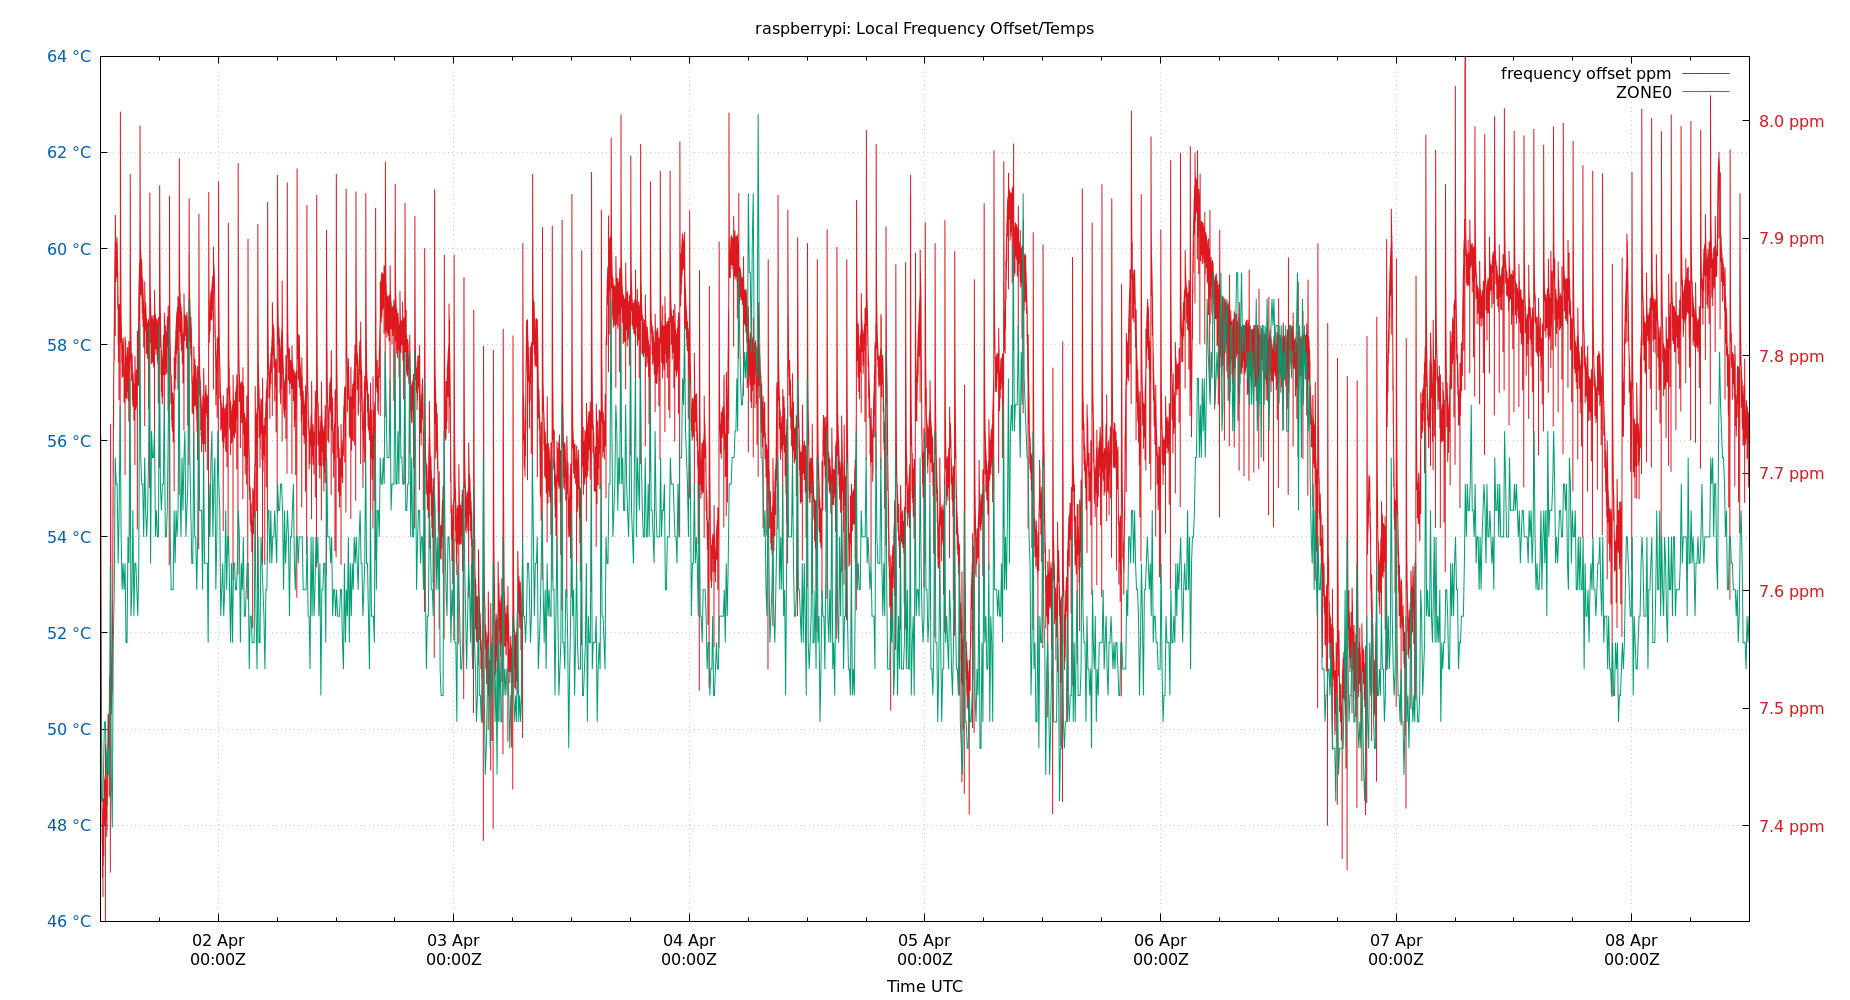 raspberrypi: Local Frequency Offset/Temps
64 °C
62 °C
60 °C
58 °C
56 °C
54 °C
52 °C
50 °C
48 °C
46 °C
frequency offset ppm
ZONE0
8.0 ppm
7.9 ppm
7.8 ppm
7.7 ppm
7.6 ppm
7.5 ppm
7.4 ppm
02 Apr
00:00Z
03 Apr
00:00Z
04 Apr
00:00Z
05 Apr
00:00Z
06 Apr
00:00Z
07 Apr
00:00Z
08 Apr
00:00Z
Time UTC